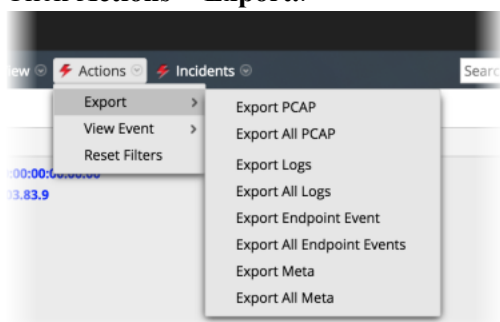 Actions Incidents
Export
View Event
Reset Filters
Export PCAP
Export All PCAP
Export Logs
Export All Logs
Export Endpoint Event
Export All Endpoint Events
Export Meta
Export All Meta